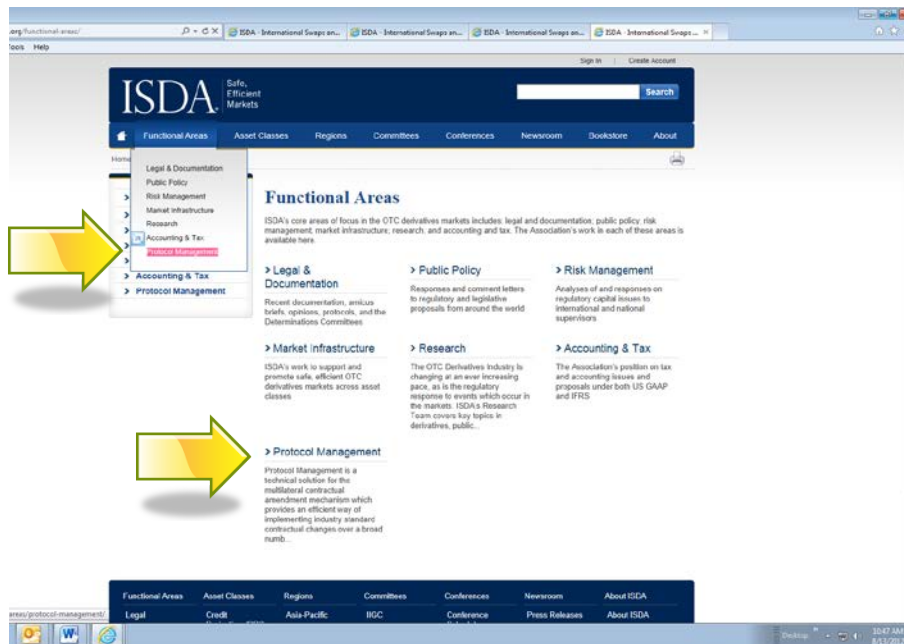 .org/functional-areas/
ISDA - International Swaps an...
ISDA - International Swaps an...
ISDA - International Swaps an...
ISDA - International Swaps ...
Tools Help
Sign In | Create Account
ISDA
Safe,
Efficient
Markets
Search
Functional Areas Asset Classes Regions Committees Conferences Newsroom Bookstore About
Home
Legal & Documentation
Public Policy
Risk Management
Market Infrastructure
Research
Accounting & Tax
Protocol Management
Accounting & Tax
Protocol Management
Functional Areas
ISDA's core areas of focus in the OTC derivatives markets includes: legal and documentation; public policy; risk
management; market infrastructure; research; and accounting and tax. The Association's work in each of these areas is
available here.
Legal &
Documentation
Recent documentation, amicus
briefs, opinions, protocols, and the
Determinations Committees
Public Policy
Responses and comment letters
to regulatory and legislative
proposals from around the world
Risk Management
Analyses of and responses on
regulatory capital issues to
international and national
supervisors
Market Infrastructure
ISDA's work to support and
promote safe, efficient OTC
derivatives markets across asset
classes
Research
The OTC Derivatives Industry is
changing at an ever increasing
pace, as is the regulatory
response to events which occur in
the markets. ISDA's Research
Team covers key topics in
derivatives, public...
Accounting & Tax
The Association's position on tax
and accounting issues and
proposals under both US GAAP
and IFRS
Protocol Management
Protocol Management is a
technical solution for the
multilateral contractual
amendment mechanism which
provides an efficient way of
implementing industry standard
contractual changes over a broad
numb...
Functional Areas Asset Classes Regions Committees Conferences Newsroom About ISDA
Legal Credit Asia-Pacific IIGC Conference Press Releases About ISDA
areas/protocol-management/
Desktop
10:47 AM